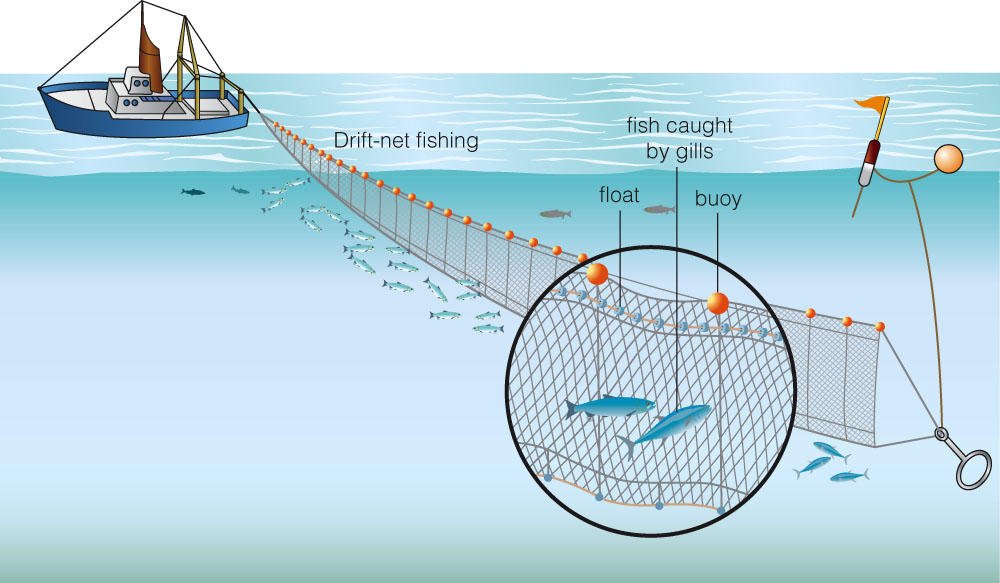 Drift-net fishing
fish caught
by gills
float
buoy